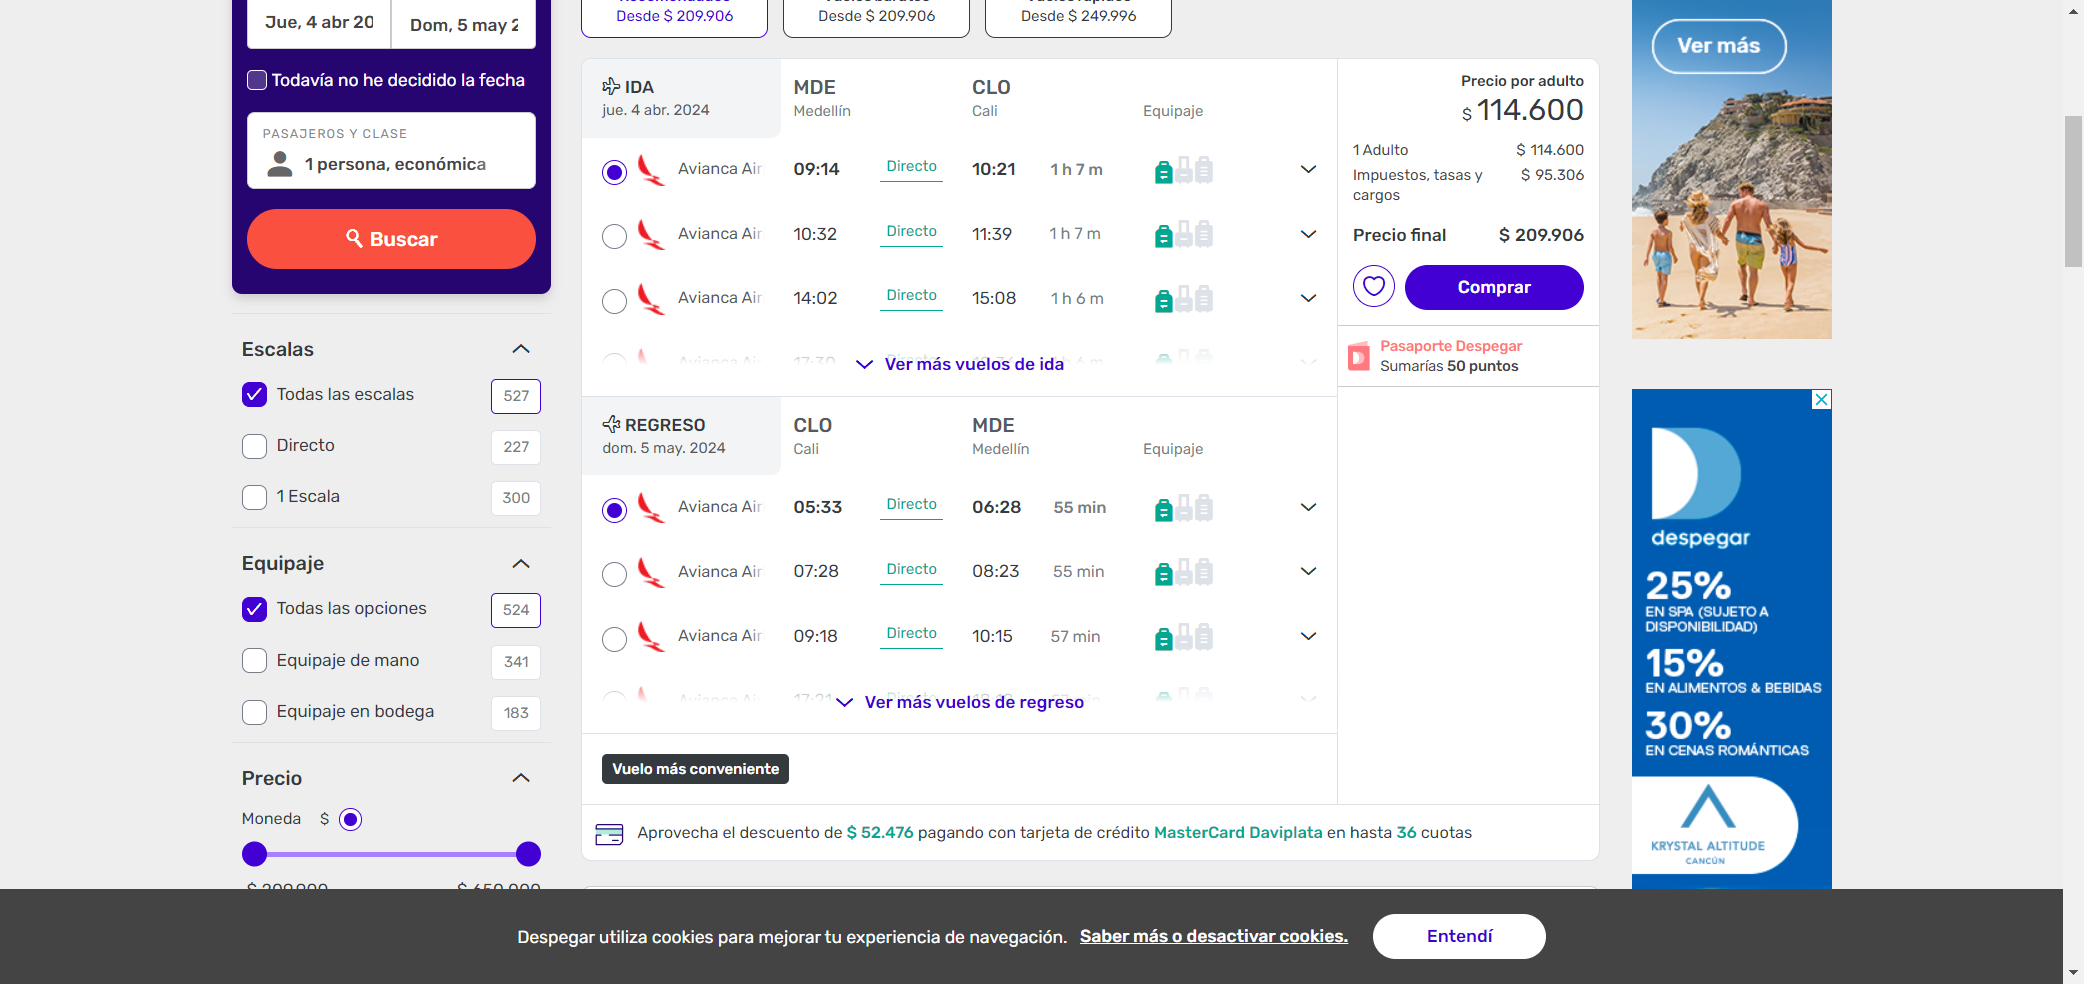 Jue, 4 abr 20
Dom, 5 may 2
Todavía no he decidido la fecha
PASAJEROS Y CLASE
1 persona, económica
Buscar
Escalas
Todas las escalas 527
Directo 227
1 Escala 300
Equipaje
Todas las opciones 524
Equipaje de mano 341
Equipaje en bodega 183
Precio
Moneda $
Desde $ 209.906
Desde $ 209.906
Desde $ 249.996
IDA
jue. 4 abr. 2024
MDE
Medellín
CLO
Cali
Equipaje
Avianca Air 09:14 Directo 10:21 1 h 7 m
Avianca Air 10:32 Directo 11:39 1 h 7 m
Avianca Air 14:02 Directo 15:08 1 h 6 m
Ver más vuelos de ida
REGRESO
dom. 5 may. 2024
CLO
Cali
MDE
Medellín
Equipaje
Avianca Air 05:33 Directo 06:28 55 min
Avianca Air 07:28 Directo 08:23 55 min
Avianca Air 09:18 Directo 10:15 57 min
Ver más vuelos de regreso
Vuelo más conveniente
Aprovecha el descuento de $ 52.476 pagando con tarjeta de crédito MasterCard Daviplata en hasta 36 cuotas
Precio por adulto
$ 114.600
1 Adulto $ 114.600
Impuestos, tasas y $ 95.306
cargos
Precio final $ 209.906
Comprar
Pasaporte Despegar
Sumarías 50 puntos
Ver más
despegar
25%
EN SPA (SUJETO A
DISPONIBILIDAD)
15%
EN ALIMENTOS & BEBIDAS
30%
EN CENAS ROMÁNTICAS
KRYSTAL ALTITUDE
CANCÚN
Despegar utiliza cookies para mejorar tu experiencia de navegación. Saber más o desactivar cookies. Entendí